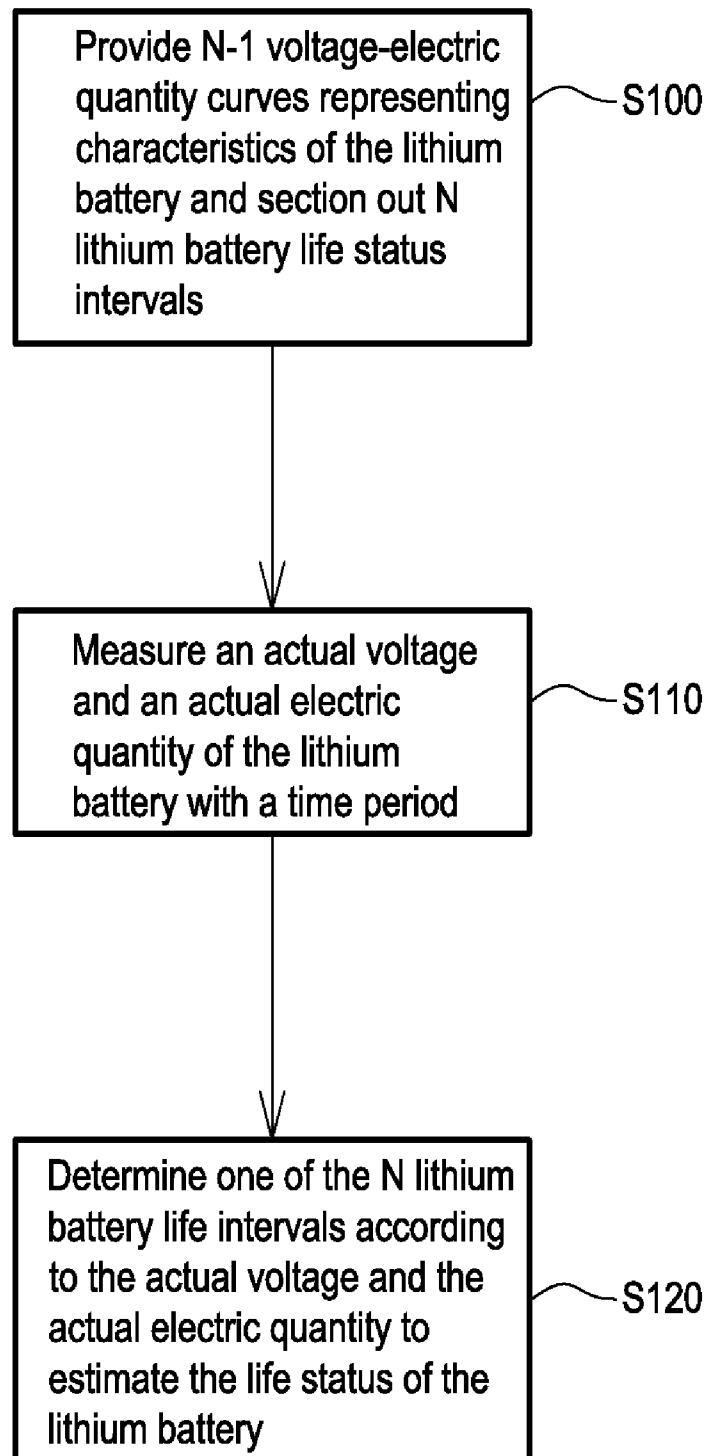 Provide N-1 voltage-electric
quantity curves representing
characteristics of the lithium
battery and section out N
lithium battery life status
intervals
S100
Measure an actual voltage
and an actual electric
quantity of the lithium
battery with a time period
S110
Determine one of the N lithium
battery life intervals according
to the actual voltage and the
actual electric quantity to
estimate the life status of the
lithium battery
S120